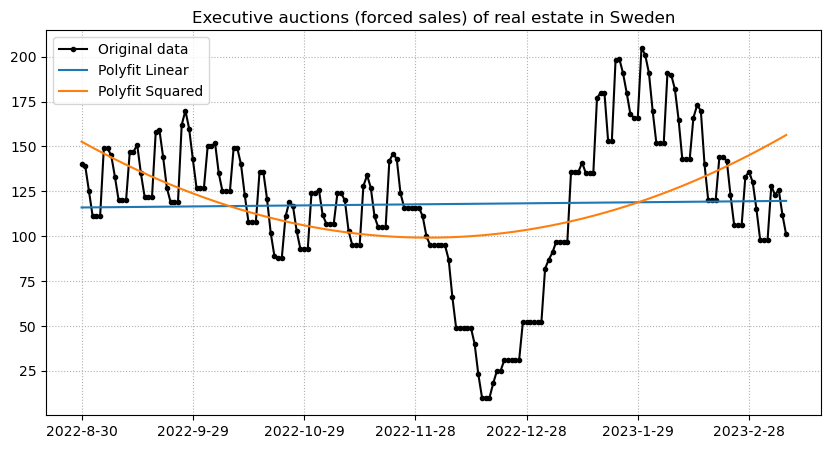 Executive auctions (forced sales) of real estate in Sweden
Original data
Polyfit Linear
Polyfit Squared
200
175
150
125
100
75
50
25
2022-8-30 2022-9-29 2022-10-29 2022-11-28 2022-12-28 2023-1-29 2023-2-28